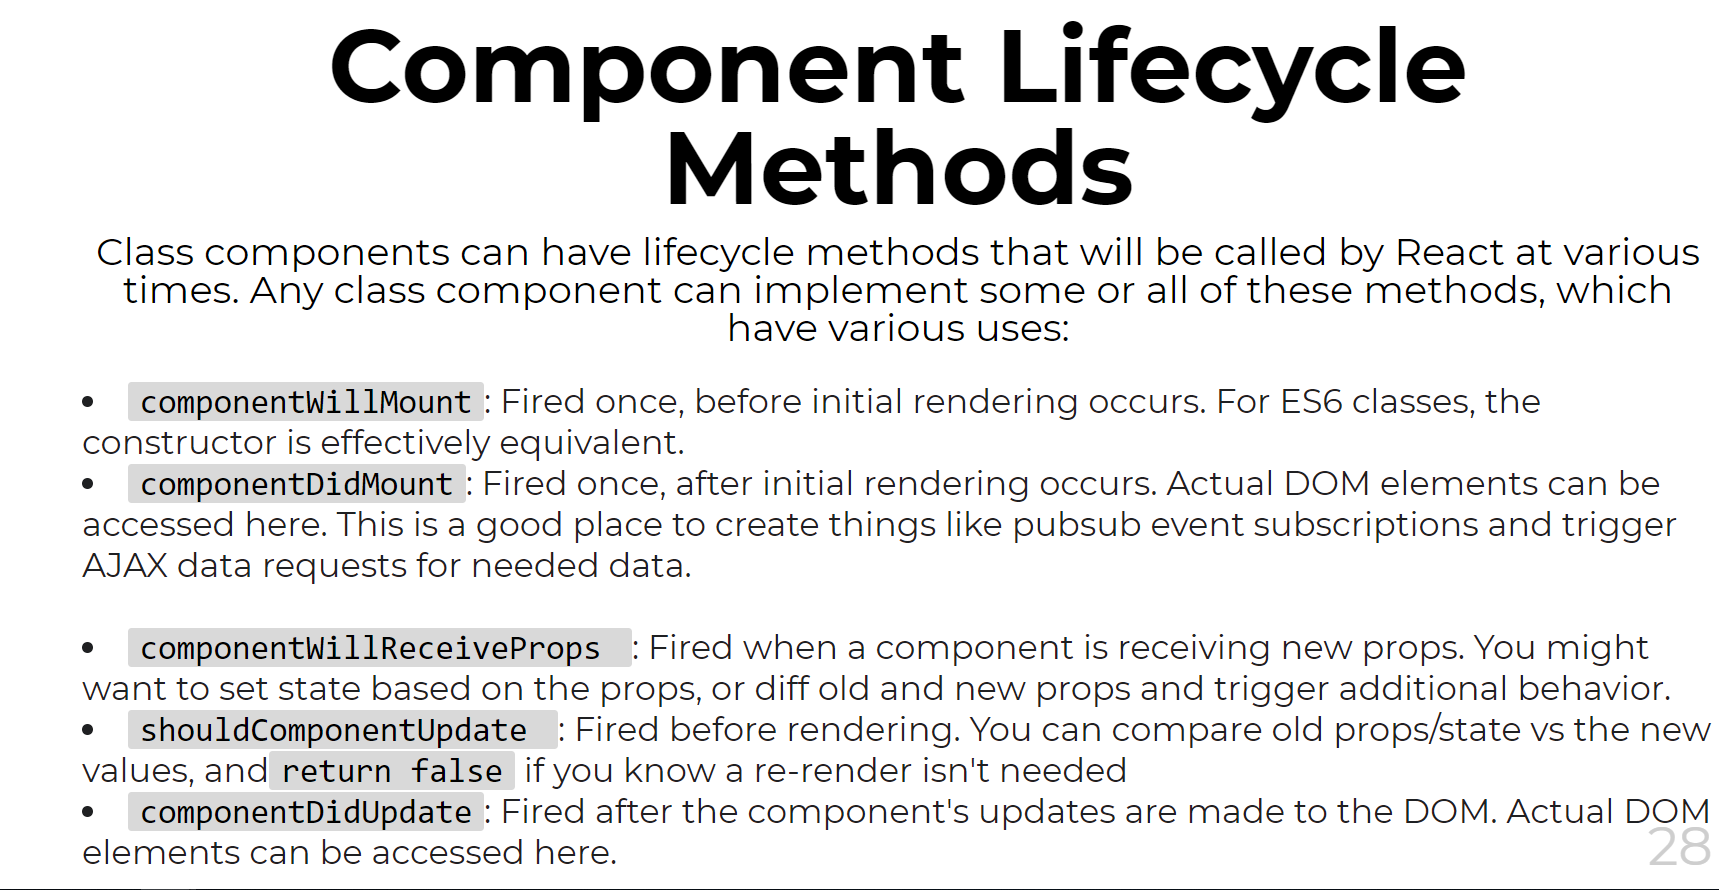 Component Lifecycle
Methods
Class components can have lifecycle methods that will be called by React at various
times. Any class component can implement some or all of these methods, which
have various uses:
• componentWillMount : Fired once, before initial rendering occurs. For ES6 classes, the
constructor is effectively equivalent.
• componentDidMount : Fired once, after initial rendering occurs. Actual DOM elements can be
accessed here. This is a good place to create things like pubsub event subscriptions and trigger
AJAX data requests for needed data.
• componentWillReceiveProps : Fired when a component is receiving new props. You might
want to set state based on the props, or diff old and new props and trigger additional behavior.
• shouldComponentUpdate : Fired before rendering. You can compare old props/state vs the new
values, and return false if you know a re-render isn't needed
• componentDidUpdate : Fired after the component's updates are made to the DOM. Actual DOM
elements can be accessed here.
28